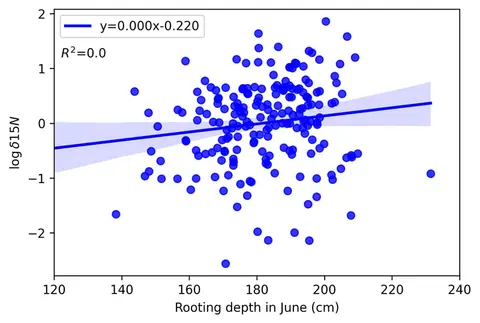 y=0.000x-0.220
R²=0.0
2
1
0
−1
−2
log δ15N
120 140 160 180 200 220 240
Rooting depth in June (cm)